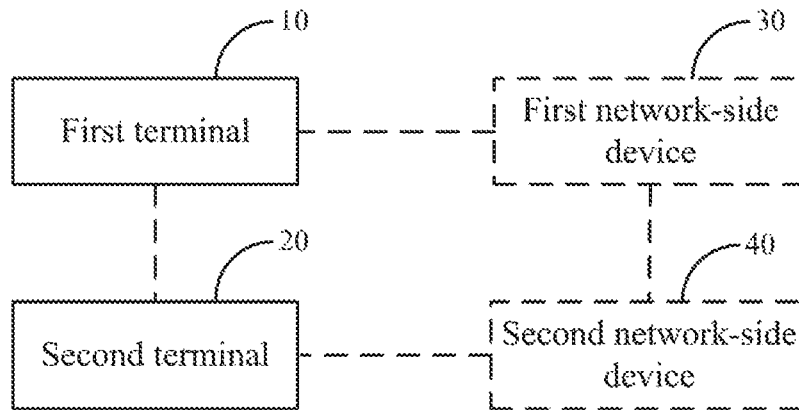 10
30
First terminal
First network-side
device
20
40
Second terminal
Second network-side
device